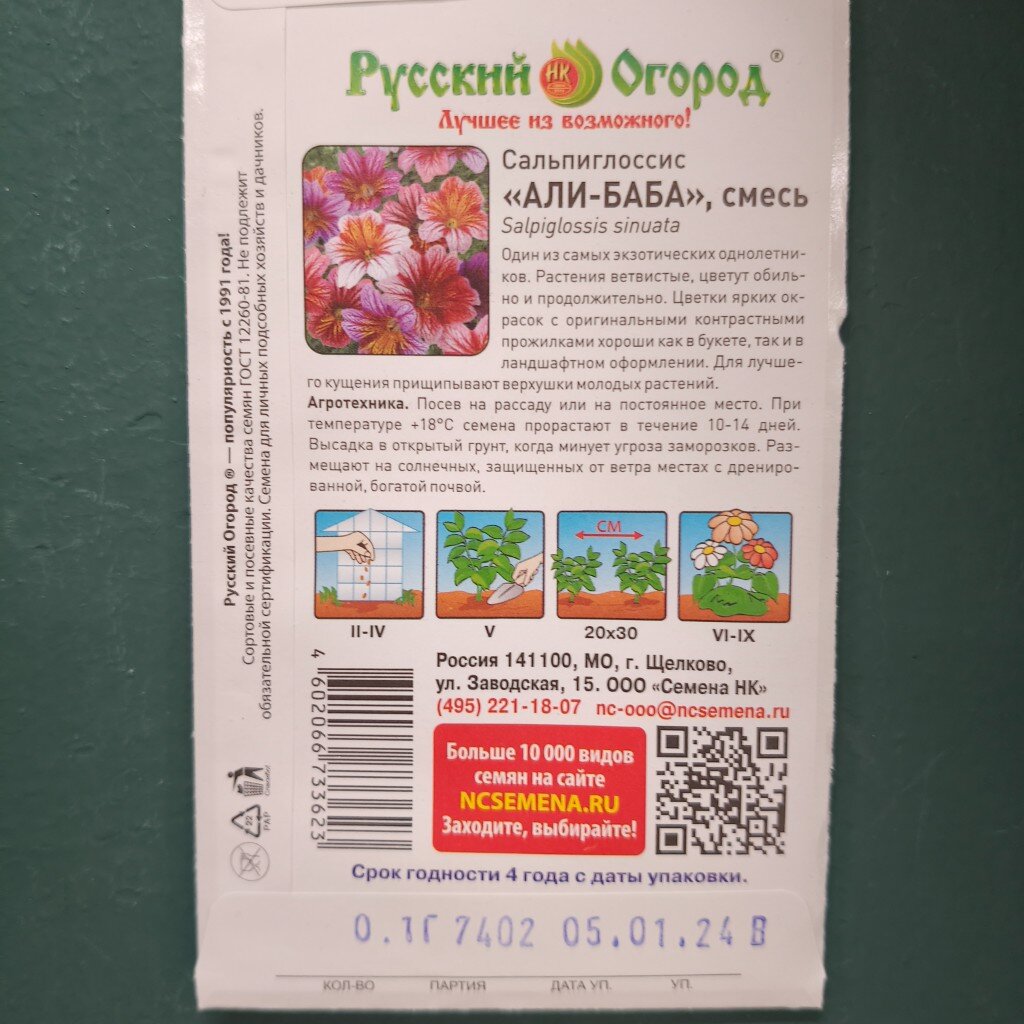 Русский НК Огород®
Лучшее из возможного!
Сальпиглоссис
«АЛИ-БАБА», смесь
Salpiglossis sinuata
Один из самых экзотических однолетни-
ков. Растения ветвистые, цветут обиль-
но и продолжительно. Цветки ярких ок-
расок с оригинальными контрастными
прожилками хороши как в букете, так и в
ландшафтном оформлении. Для лучше-
го кущения прищипывают верхушки молодых растений.
Агротехника. Посев на рассаду или на постоянное место. При
температуре +18°С семена прорастают в течение 10-14 дней.
Высадка в открытый грунт, когда минует угроза заморозков. Раз-
мещают на солнечных, защищенных от ветра местах с дрениро-
ванной, богатой почвой.
СМ
II-IV V 20х30 VI-IX
Россия 141100, МО, г. Щелково,
ул. Заводская, 15. ООО «Семена НК»
(495) 221-18-07 nc-ooo@ncsemena.ru
4 602066 733623
Больше 10 000 видов
семян на сайте
NCSEMENA.RU
Заходите, выбирайте!
Срок годности 4 года с даты упаковки.
0.1Г 7402 05.01.24 В
КОЛ-ВО ПАРТИЯ ДАТА УП. УП.
Русский Огород ® — популярность с 1991 года!
Сортовые и посевные качества семян ГОСТ 12260-81. Не подлежит
обязательной сертификации. Семена для личных подсобных хозяйств и дачников.
Спасибо!
22
PAP